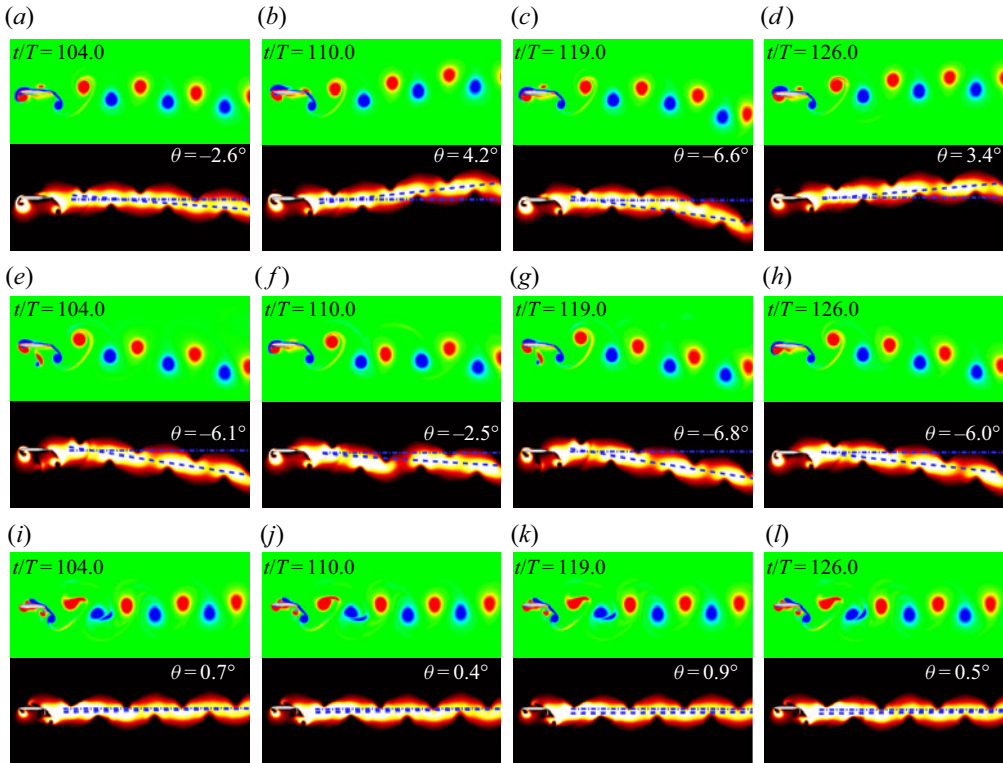 (a) (b) (c) (d)
t/T = 104.0 t/T = 110.0 t/T = 119.0 t/T = 126.0
θ = –2.6° θ = 4.2° θ = –6.6° θ = 3.4°
(e) (f) (g) (h)
t/T = 104.0 t/T = 110.0 t/T = 119.0 t/T = 126.0
θ = –6.1° θ = –2.5° θ = –6.8° θ = –6.0°
(i) (j) (k) (l)
t/T = 104.0 t/T = 110.0 t/T = 119.0 t/T = 126.0
θ = 0.7° θ = 0.4° θ = 0.9° θ = 0.5°